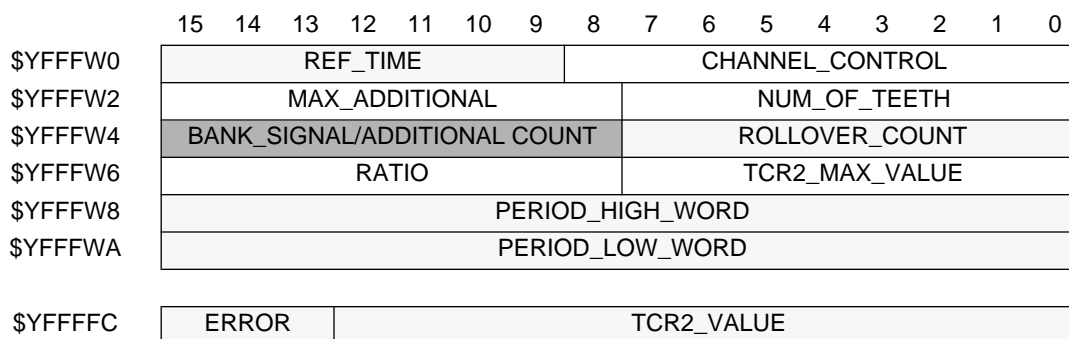 15 14 13 12 11 10 9 8 7 6 5 4 3 2 1 0
$YFFFW0 REF_TIME CHANNEL_CONTROL
$YFFFW2 MAX_ADDITIONAL NUM_OF_TEETH
$YFFFW4 BANK_SIGNAL/ADDITIONAL COUNT ROLLOVER_COUNT
$YFFFW6 RATIO TCR2_MAX_VALUE
$YFFFW8 PERIOD_HIGH_WORD
$YFFFWA PERIOD_LOW_WORD
$YFFFFC ERROR TCR2_VALUE